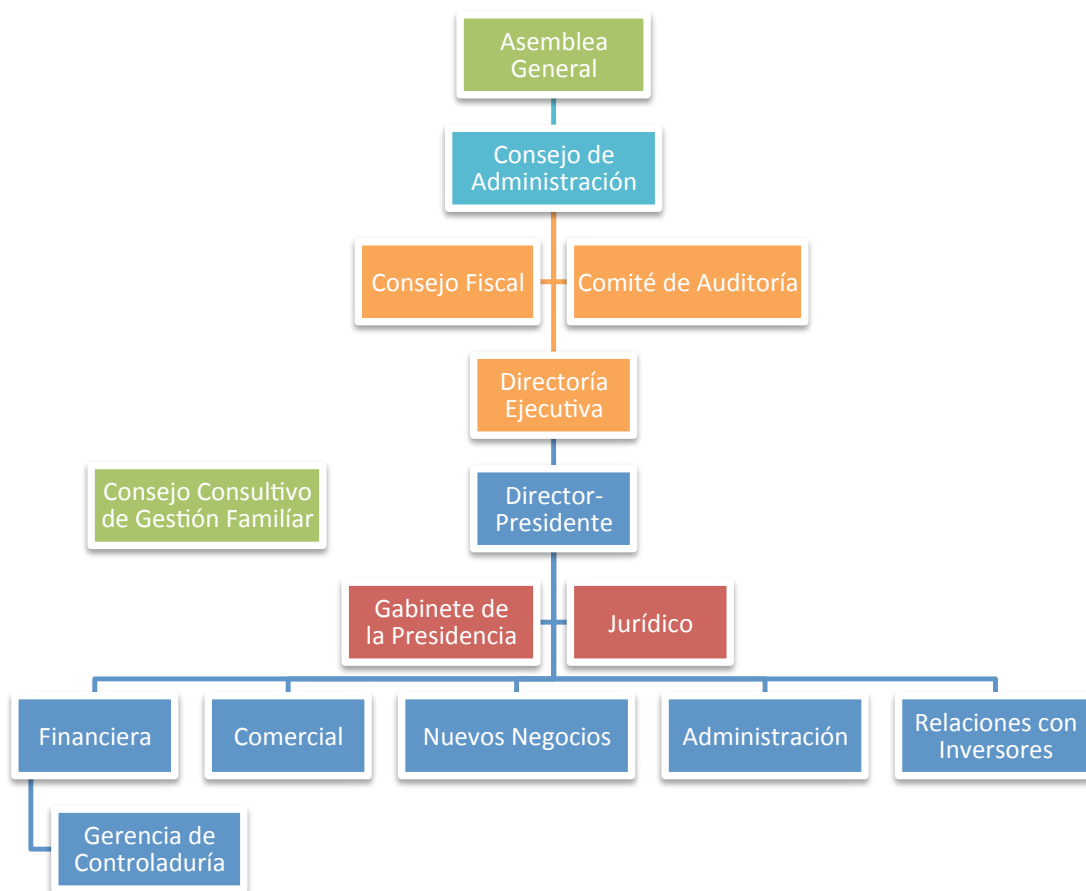 Asemblea
General
Consejo de
Administración
Consejo Fiscal
Comité de Auditoría
Directoría
Ejecutiva
Consejo Consultivo
de Gestión Familíar
Director-
Presidente
Gabinete de
la Presidencia
Jurídico
Financiera
Comercial
Nuevos Negocios
Administración
Relaciones con
Inversores
Gerencia de
Controladuría